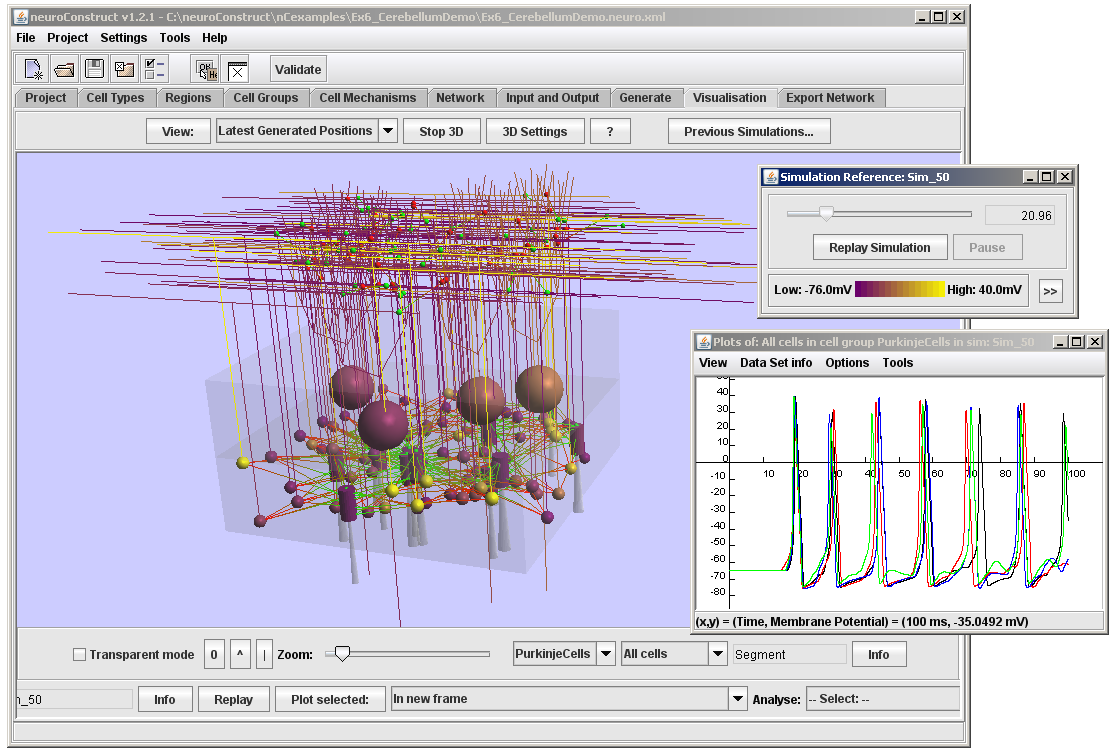 neuroConstruct v1.2.1 - C:\neuroConstruct\nCexamples\Ex6_CerebellumDemo\Ex6_CerebellumDemo.neuro.xml
File Project Settings Tools Help
Validate
Project Cell Types Regions Cell Groups Cell Mechanisms Network Input and Output Generate Visualisation Export Network
View: Latest Generated Positions Stop 3D 3D Settings ? Previous Simulations...
Simulation Reference: Sim_50
20.96
Replay Simulation Pause
Low: -76.0mV High: 40.0mV >>
Plots of: All cells in cell group PurkinjeCells in sim: Sim_50
View Data Set info Options Tools
50
40
30
20
10
0
10 20 30 40 50 60 70 80 90 100
-10
-20
-30
-40
-50
-60
-70
-80
(x,y) = (Time, Membrane Potential) = (100 ms, -35.0492 mV)
Transparent mode 0 ^ | Zoom: PurkinjeCells All cells Segment Info
_50 Info Replay Plot selected: In new frame Analyse: -- Select: --